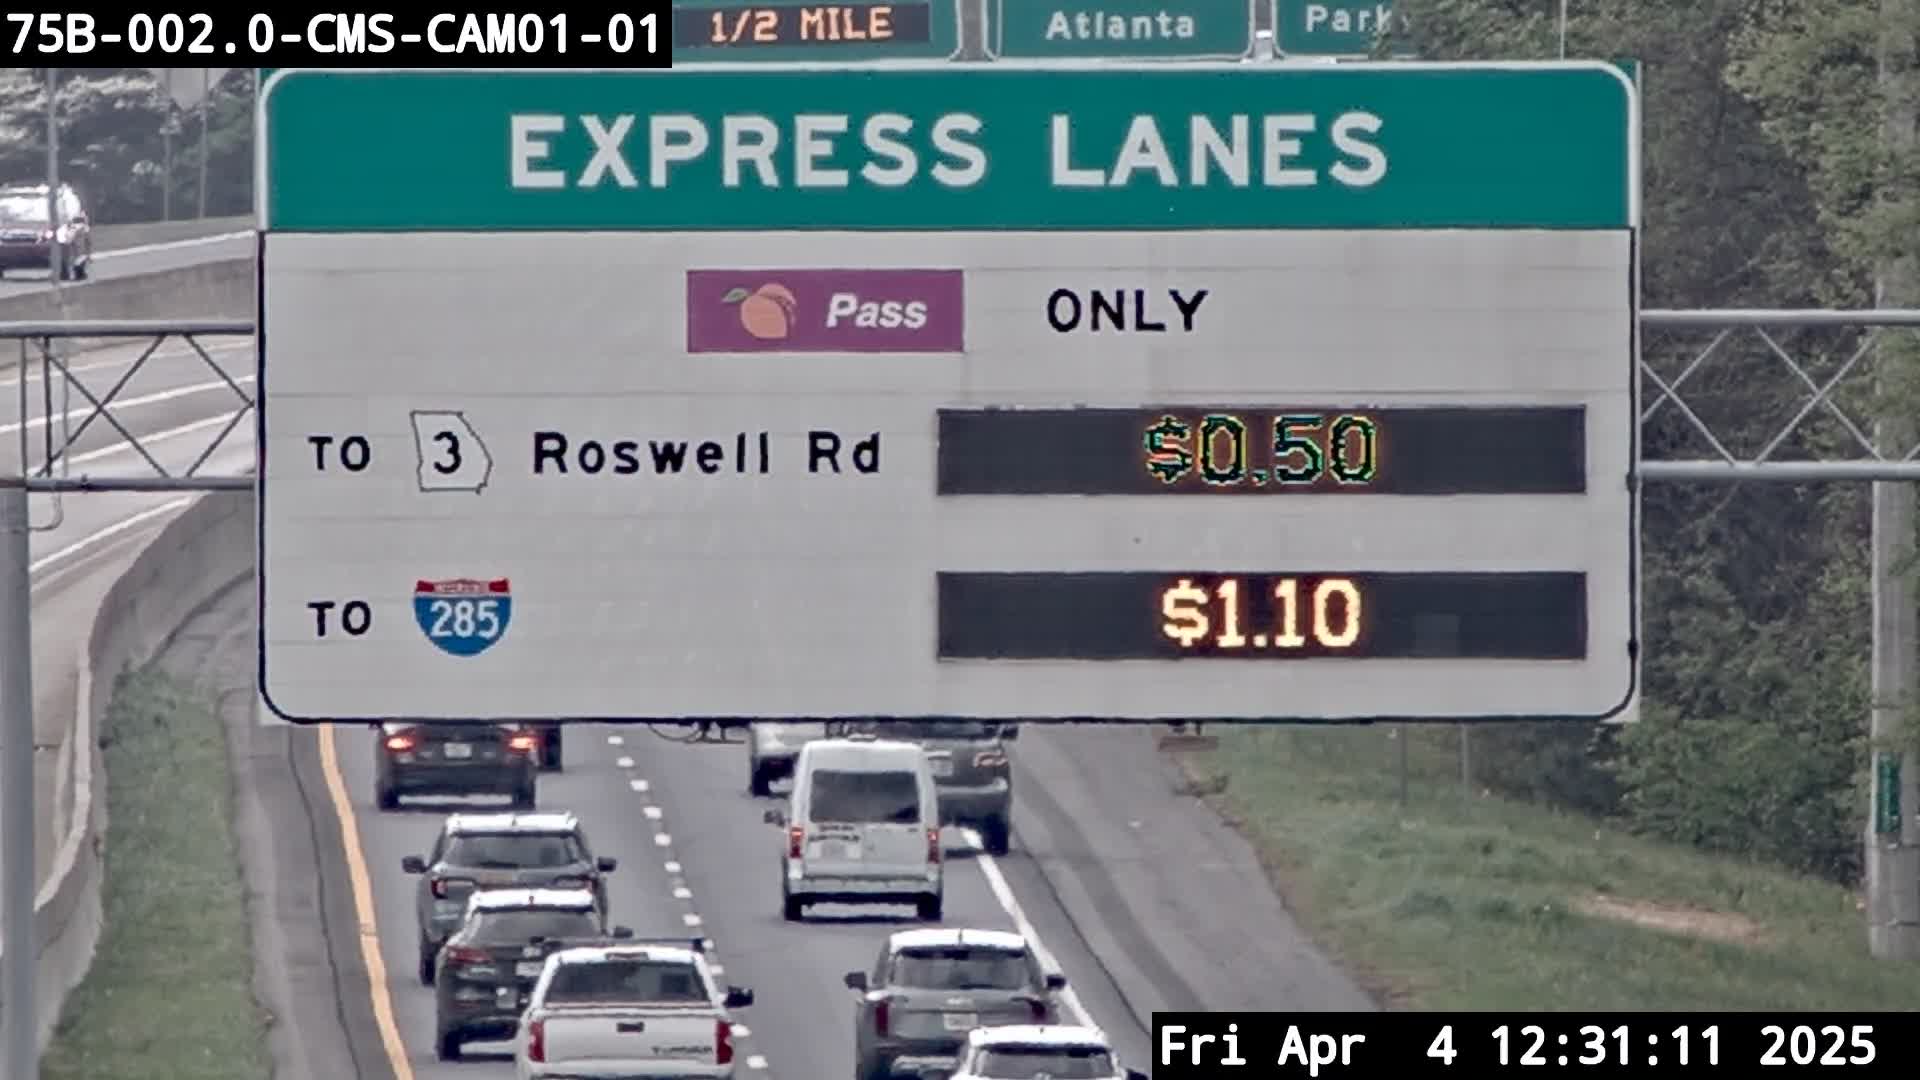 75B-002.0-CMS-CAM01-01
1/2 MILE
Atlanta
Park
EXPRESS LANES
Pass ONLY
TO 3 Roswell Rd $0.50
TO 285 $1.10
Fri Apr 4 12:31:11 2025